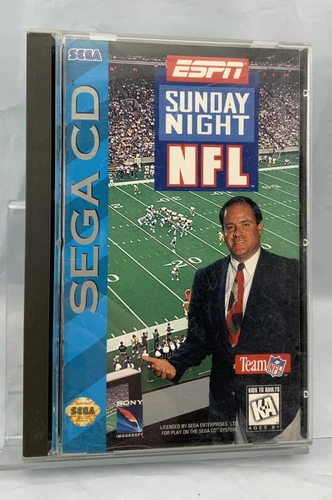 SEGA
SEGA CD
ESPN
SUNDAY
NIGHT
NFL
Team NFL
KIDS TO ADULTS
K-A
AGES 6+
SEGA
SONY
IMAGESOFT
LICENSED BY SEGA ENTERPRISES, LTD.
FOR PLAY ON THE SEGA CD SYSTEM